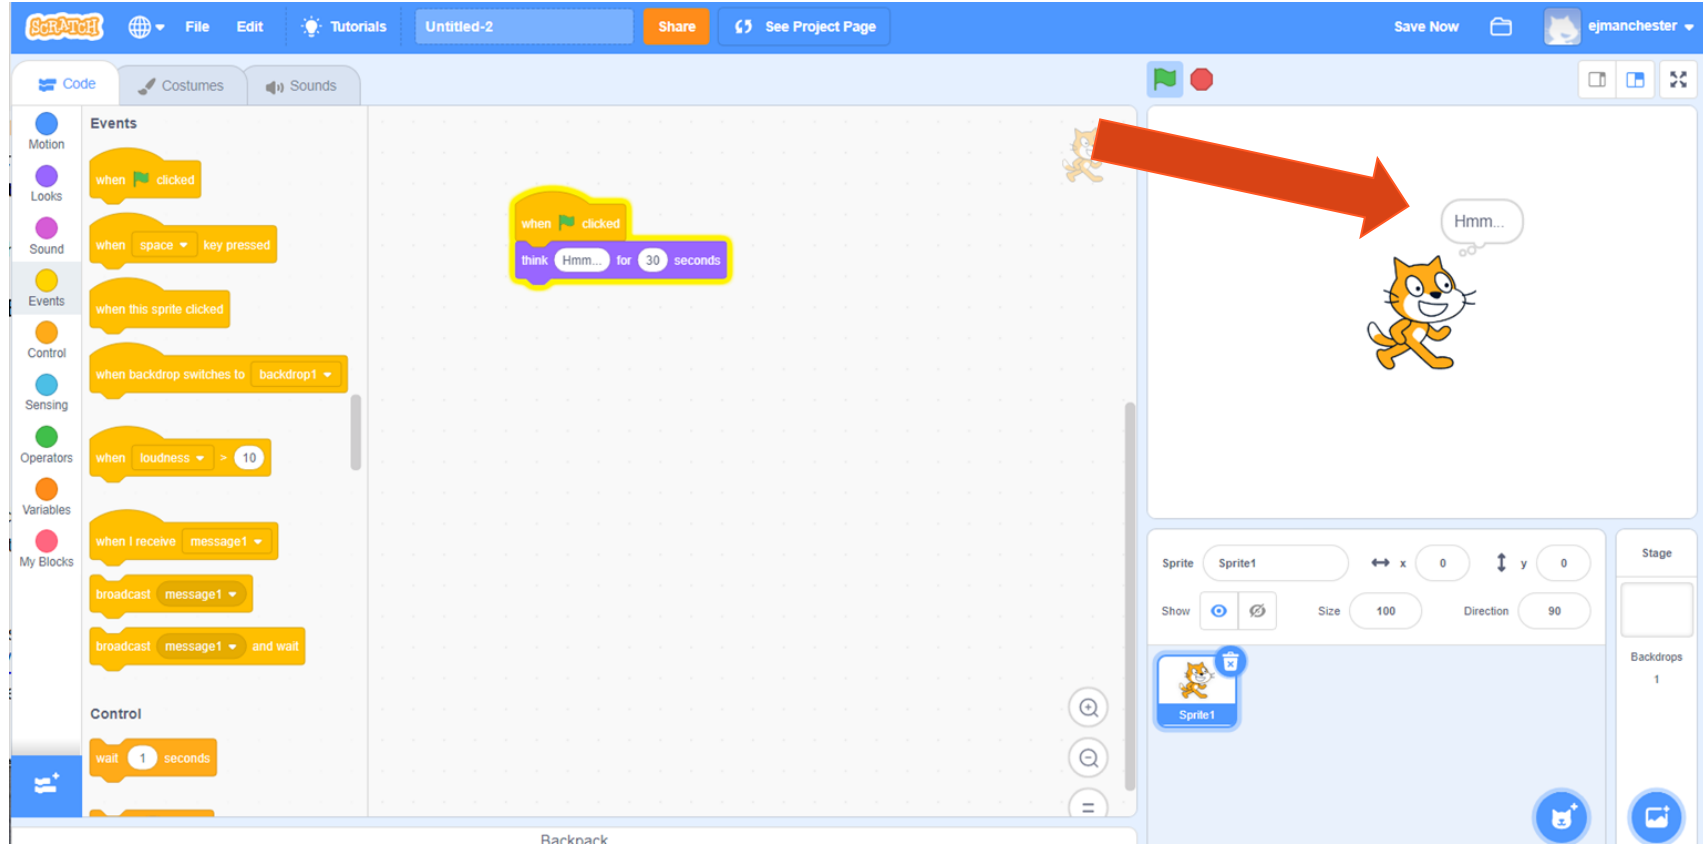 SCRATCH File Edit Tutorials Untitled-2 Share See Project Page Save Now ejmanchester
Code Costumes Sounds
Motion
Looks
Sound
Events
Control
Sensing
Operators
Variables
My Blocks
Events
when clicked
when space key pressed
when this sprite clicked
when backdrop switches to backdrop1
when loudness > 10
when I receive message1
broadcast message1
broadcast message1 and wait
Control
wait 1 seconds
when clicked
think Hmm... for 30 seconds
Hmm...
Sprite Sprite1 x 0 y 0
Show Size 100 Direction 90
Sprite1
Stage
Backdrops
1
Backpack